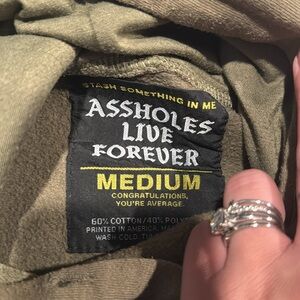 STASH SOMETHING IN ME
ASSHOLES
LIVE
FOREVER
MEDIUM
CONGRATULATIONS,
YOU'RE AVERAGE.
60% COTTON/40%
PRINTED IN AMERICA,
WASH COLD,